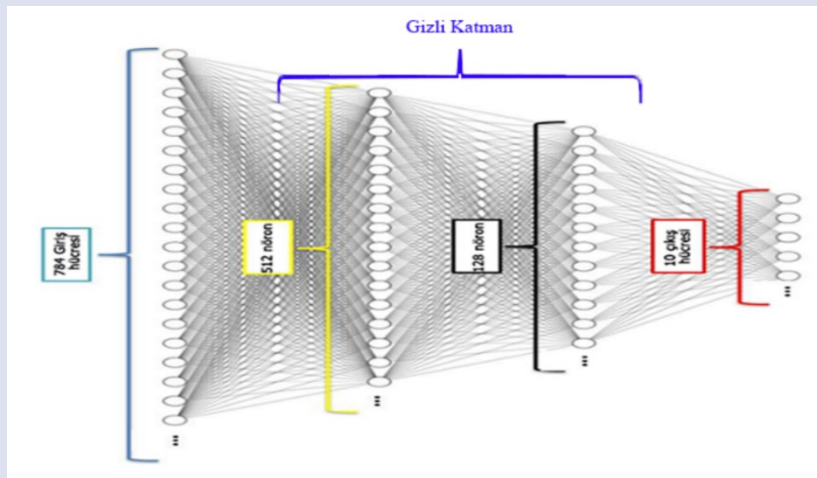 Gizli Katman
784 Giriş
hücresi
512 nöron
128 nöron
10 çıkış
hücresi